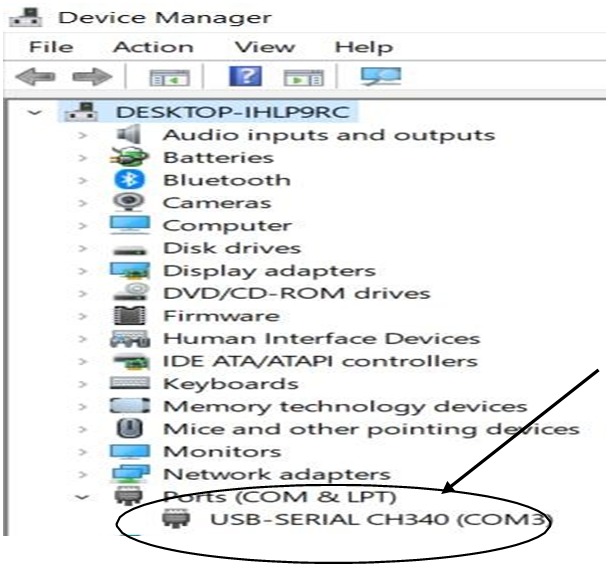 Device Manager
File Action View Help
DESKTOP-IHLP9RC
Audio inputs and outputs
Batteries
Bluetooth
Cameras
Computer
Disk drives
Display adapters
DVD/CD-ROM drives
Firmware
Human Interface Devices
IDE ATA/ATAPI controllers
Keyboards
Memory technology devices
Mice and other pointing devices
Monitors
Network adapters
Ports (COM & LPT)
USB-SERIAL CH340 (COM3)